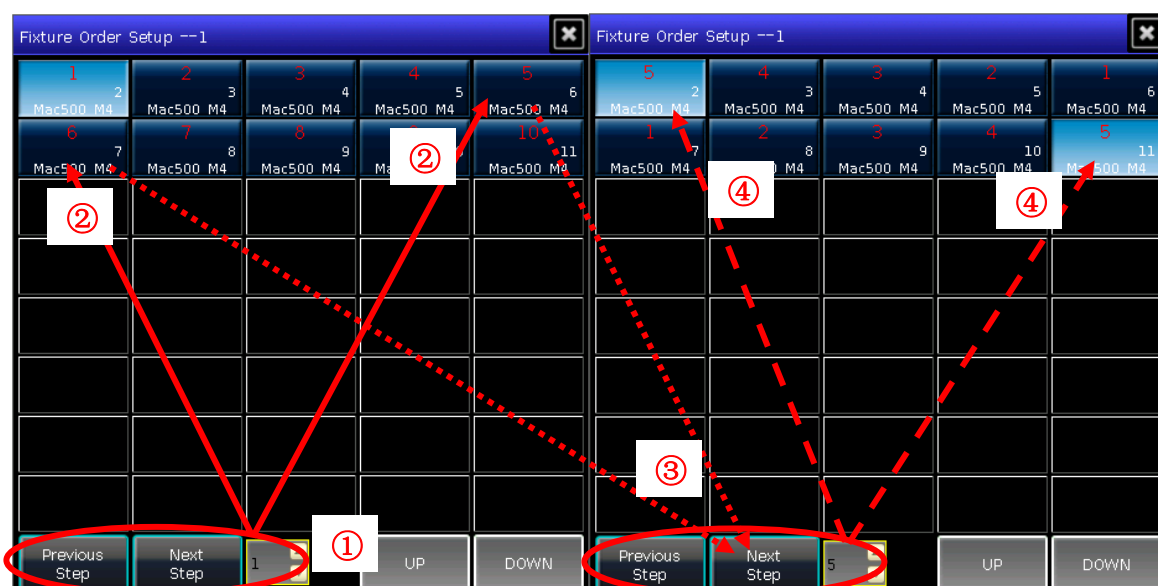 Fixture Order Setup --1
1 2 3 4 5
2 3 4 5 6
Mac500 M4 Mac500 M4 Mac500 M4 Mac500 M4 Mac500 M4
6 7 8 10
7 8 9 11
Mac500 M4 Mac500 M4 Mac500 M4 Mac500 M4
②
②
①
Previous Step
Next Step
1
UP
DOWN
Fixture Order Setup --1
5 4 3 2 1
2 3 4 5 6
Mac500 M4 Mac500 M4 Mac500 M4 Mac500 M4 Mac500 M4
1 2 3 4 5
7 8 9 10 11
Mac500 M4 M4 Mac500 M4 Mac500 M4 Mac500 M4
④
④
③
Previous Step
Next Step
5
UP
DOWN